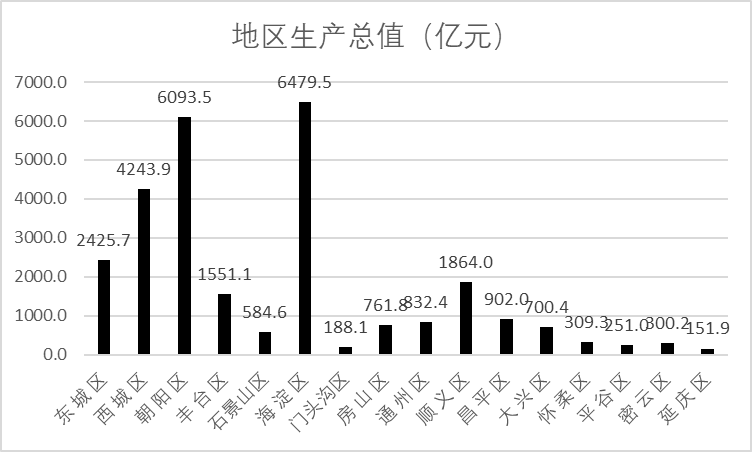 地区生产总值（亿元）
7000.0
6000.0
5000.0
4000.0
3000.0
2000.0
1000.0
0.0
2425.7
4243.9
6093.5
1551.1
584.6
6479.5
188.1
761.8
832.4
1864.0
902.0
700.4
309.3
251.0
300.2
151.9
东城区
西城区
朝阳区
丰台区
石景山区
海淀区
门头沟区
房山区
通州区
顺义区
昌平区
大兴区
怀柔区
平谷区
密云区
延庆区